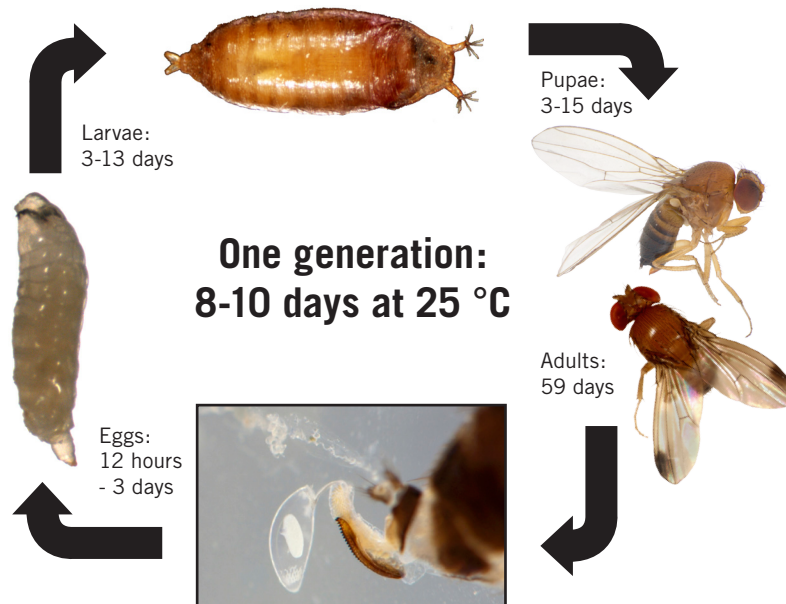 Pupae:
3-15 days
Larvae:
3-13 days
One generation:
8-10 days at 25 °C
Adults:
59 days
Eggs:
12 hours
- 3 days